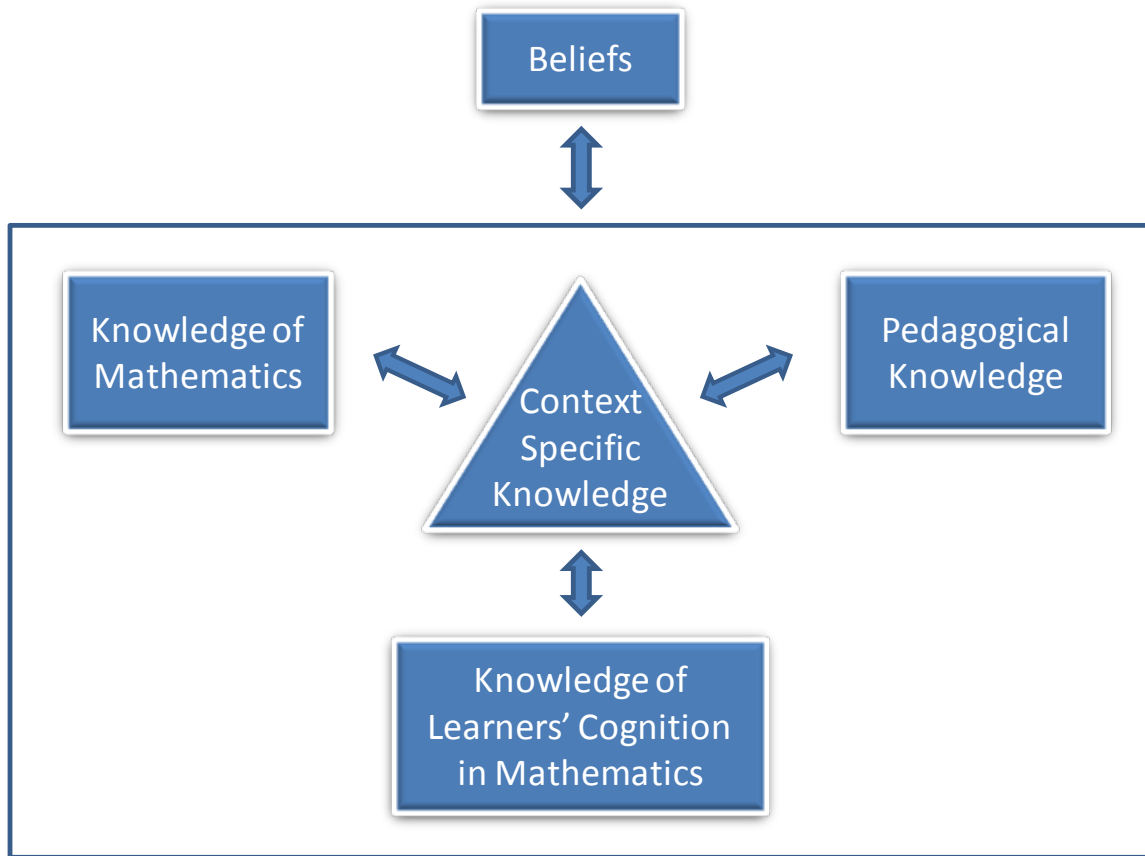 Beliefs
Knowledge of
Mathematics
Context
Specific
Knowledge
Pedagogical
Knowledge
Knowledge of
Learners’ Cognition
in Mathematics